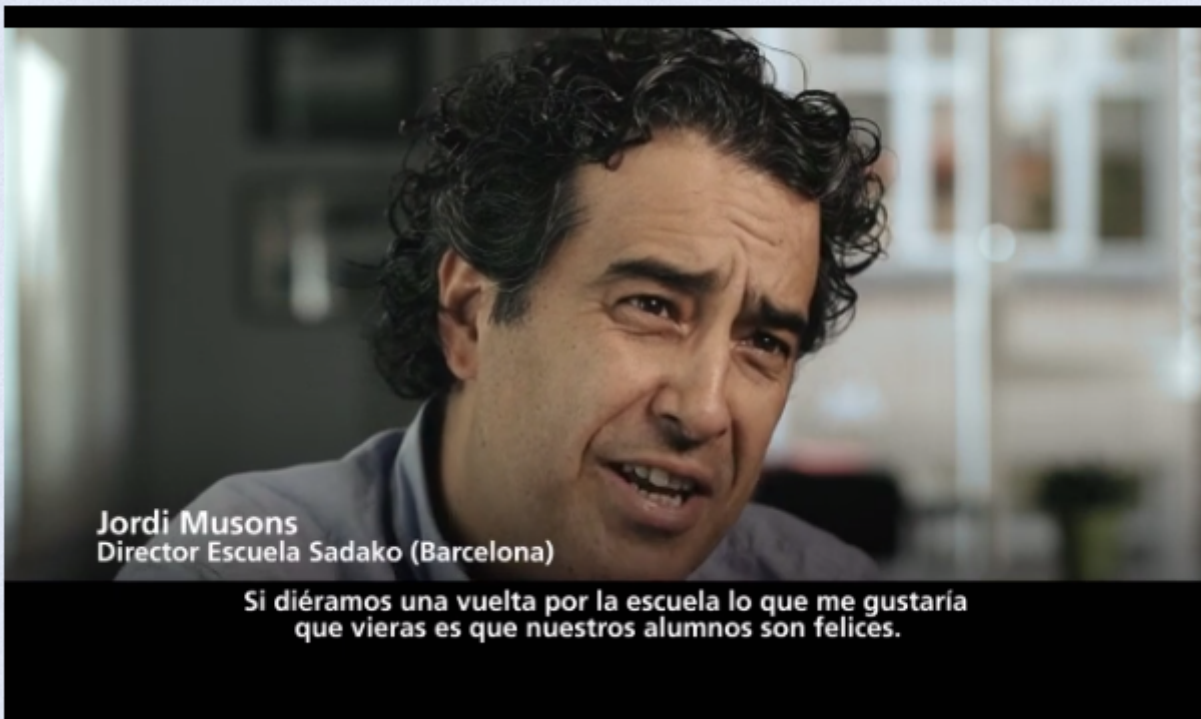 Jordi Musons
Director Escuela Sadako (Barcelona)
Si diéramos una vuelta por la escuela lo que me gustaría
que vieras es que nuestros alumnos son felices.